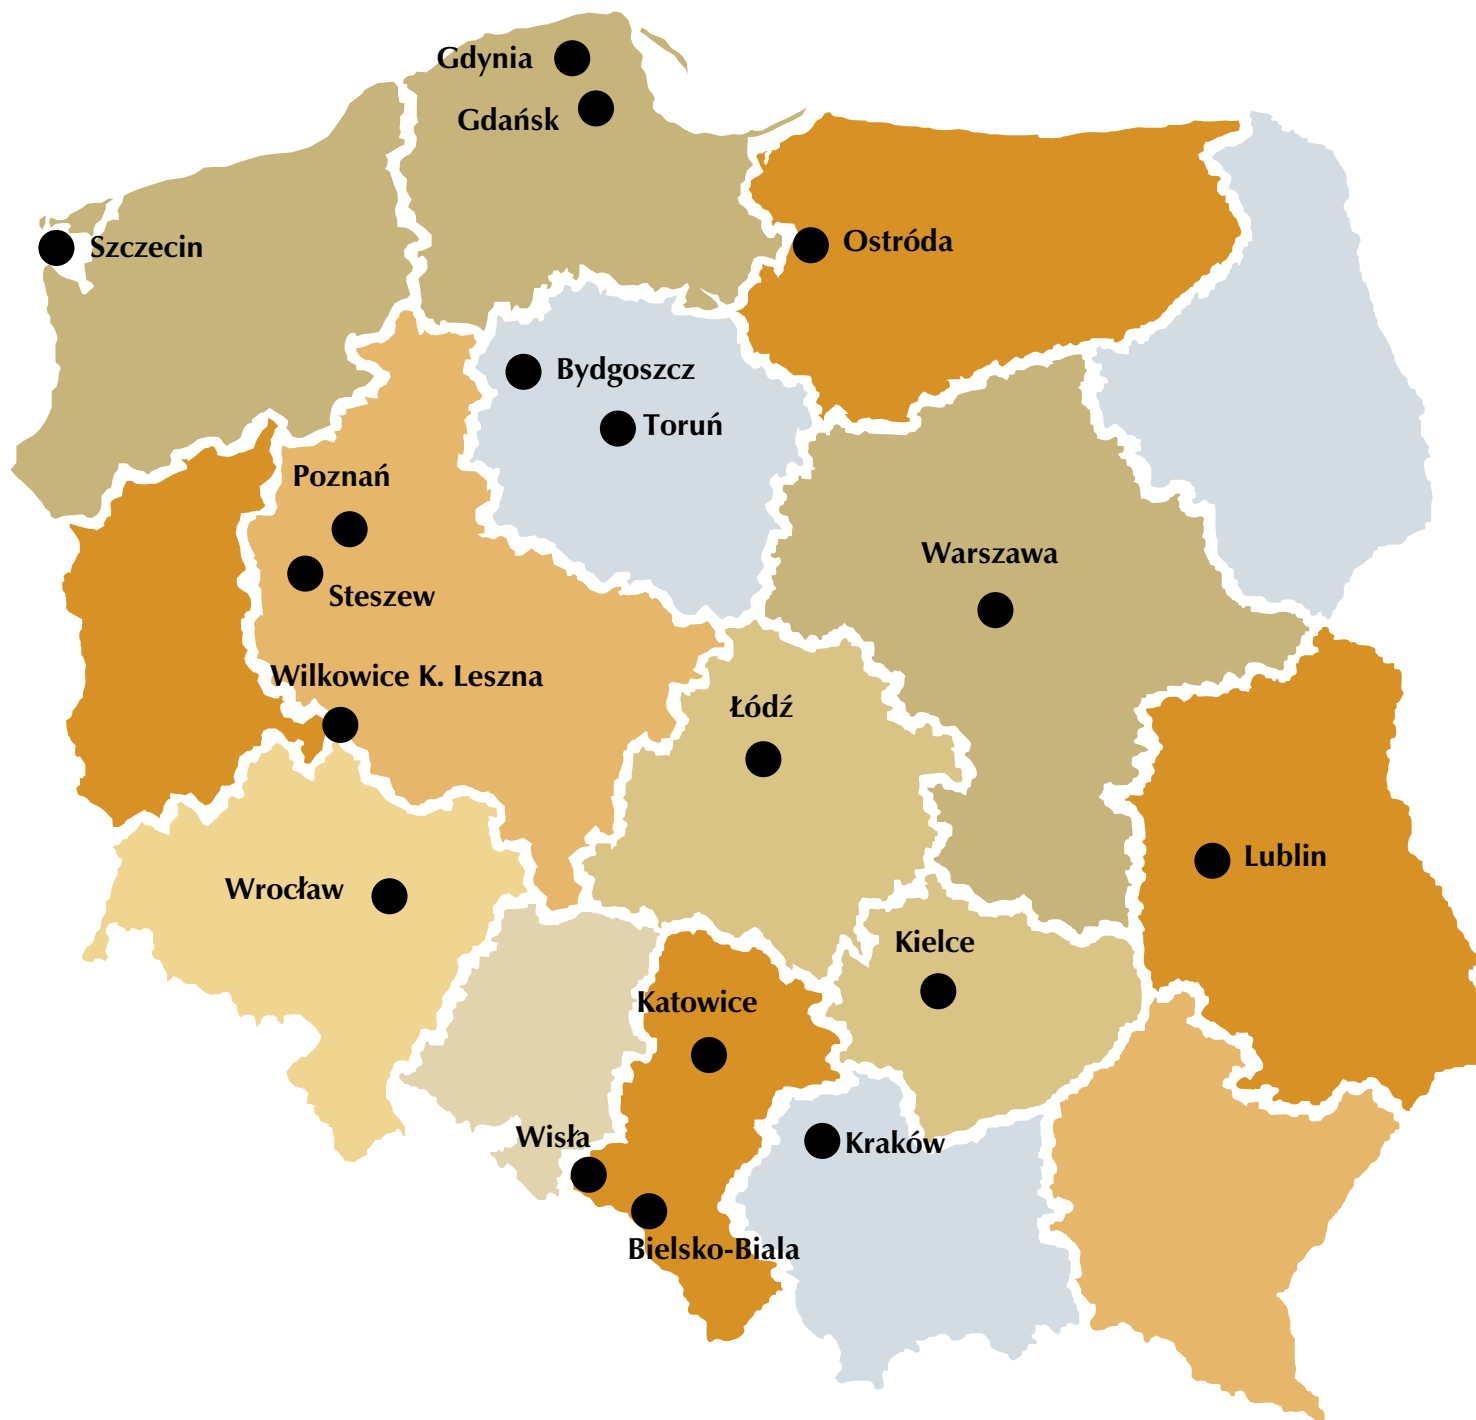 Gdynia
Gdańsk
Szczecin
Ostróda
Bydgoszcz
Toruń
Poznań
Warszawa
Steszew
Wilkowice K. Leszna
Łódź
Lublin
Wrocław
Kielce
Katowice
Wisła
Kraków
Bielsko-Biala